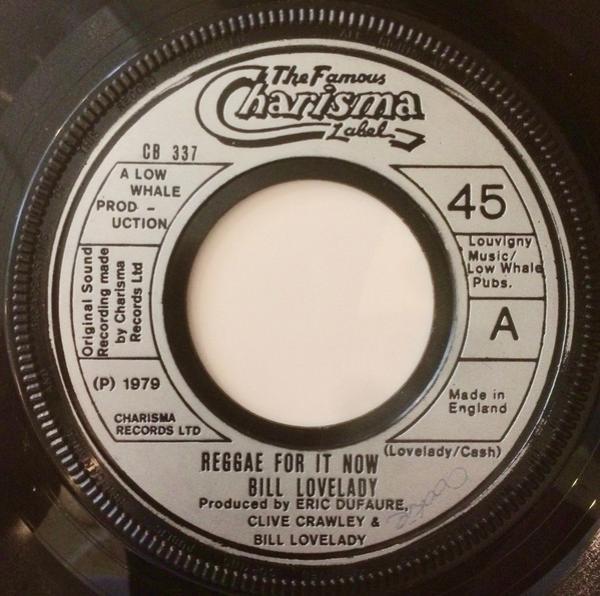 The Famous
Charisma
Label
CB 337
A LOW
WHALE
PROD -
UCTION
Original Sound
Recording made
by Charisma
Records Ltd
(P) 1979
CHARISMA
RECORDS LTD
45
Louvigny
Music/
Low Whale
Pubs.
A
Made in
England
(Lovelady/Cash)
REGGAE FOR IT NOW
BILL LOVELADY
Produced by ERIC DUFAURE,
CLIVE CRAWLEY &
BILL LOVELADY